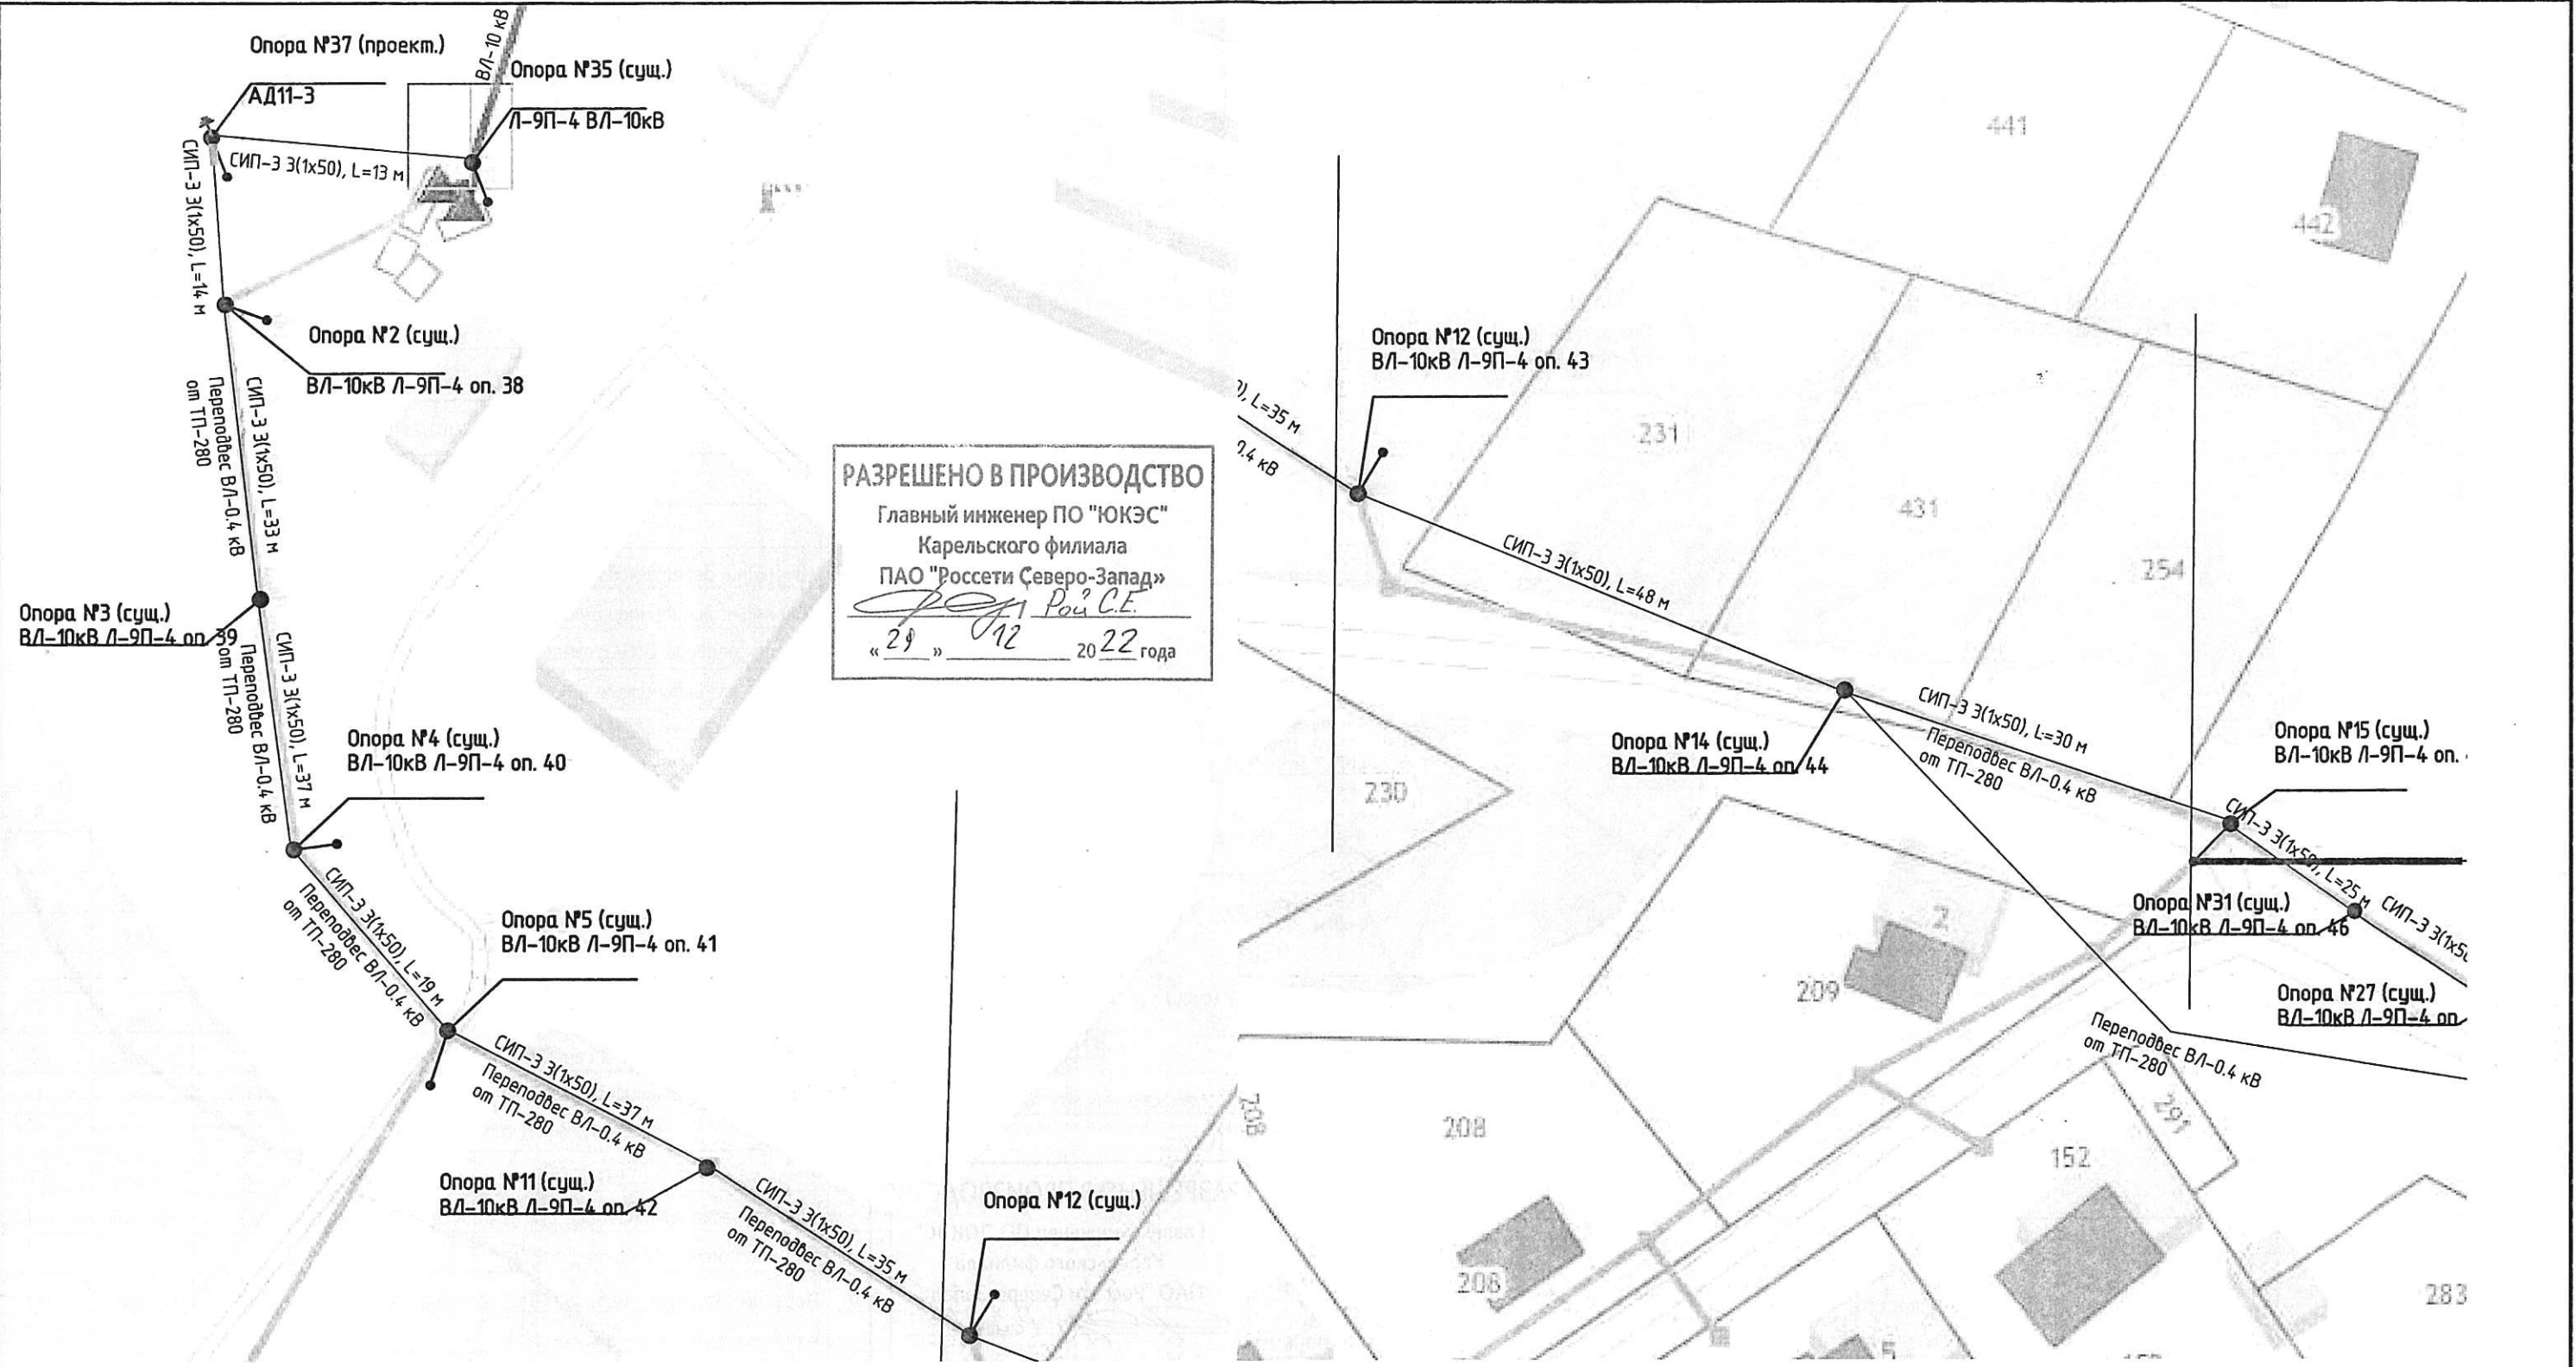 Опора №37 (проект.)
АД11-3
ВЛ-10 кВ
Опора №35 (сущ.)
Л-9П-4 ВЛ-10кВ
СИП-3 3(1х50), L=13 м
СИП-3 3(1х50), L=14 м
Опора №2 (сущ.)
ВЛ-10кВ Л-9П-4 оп. 38
СИП-3 3(1х50), L=33 м
Переподвес ВЛ-0.4 кВ
от ТП-280
Опора №3 (сущ.)
ВЛ-10кВ Л-9П-4 оп. 39
СИП-3 3(1х50), L=37 м
Переподвес ВЛ-0.4 кВ
от ТП-280
Опора №4 (сущ.)
ВЛ-10кВ Л-9П-4 оп. 40
СИП-3 3(1х50), L=19 м
Переподвес ВЛ-0.4 кВ
от ТП-280
Опора №5 (сущ.)
ВЛ-10кВ Л-9П-4 оп. 41
СИП-3 3(1х50), L=37 м
Переподвес ВЛ-0.4 кВ
от ТП-280
Опора №11 (сущ.)
ВЛ-10кВ Л-9П-4 оп. 42
СИП-3 3(1х50), L=35 м
Переподвес ВЛ-0.4 кВ
от ТП-280
Опора №12 (сущ.)
РАЗРЕШЕНО В ПРОИЗВОДСТВО
Главный инженер ПО "ЮКЭС"
Карельского филиала
ПАО "Россети Северо-Запад»
Рой С.Е.
« 29 » 12 2022 года
), L=35 м
0.4 кВ
Опора №12 (сущ.)
ВЛ-10кВ Л-9П-4 оп. 43
СИП-3 3(1х50), L=48 м
441
442
231
431
254
Опора №14 (сущ.)
ВЛ-10кВ Л-9П-4 оп. 44
СИП-3 3(1х50), L=30 м
Переподвес ВЛ-0.4 кВ
от ТП-280
Опора №15 (сущ.)
ВЛ-10кВ Л-9П-4 оп.
СИП-3 3(1х50), L=25 м
СИП-3 3(1х5
Опора №31 (сущ.)
ВЛ-10кВ Л-9П-4 оп. 46
Опора №27 (сущ.)
ВЛ-10кВ Л-9П-4 оп
Переподвес ВЛ-0.4 кВ
от ТП-280
230
2
209
208
208
208
291
152
283
5